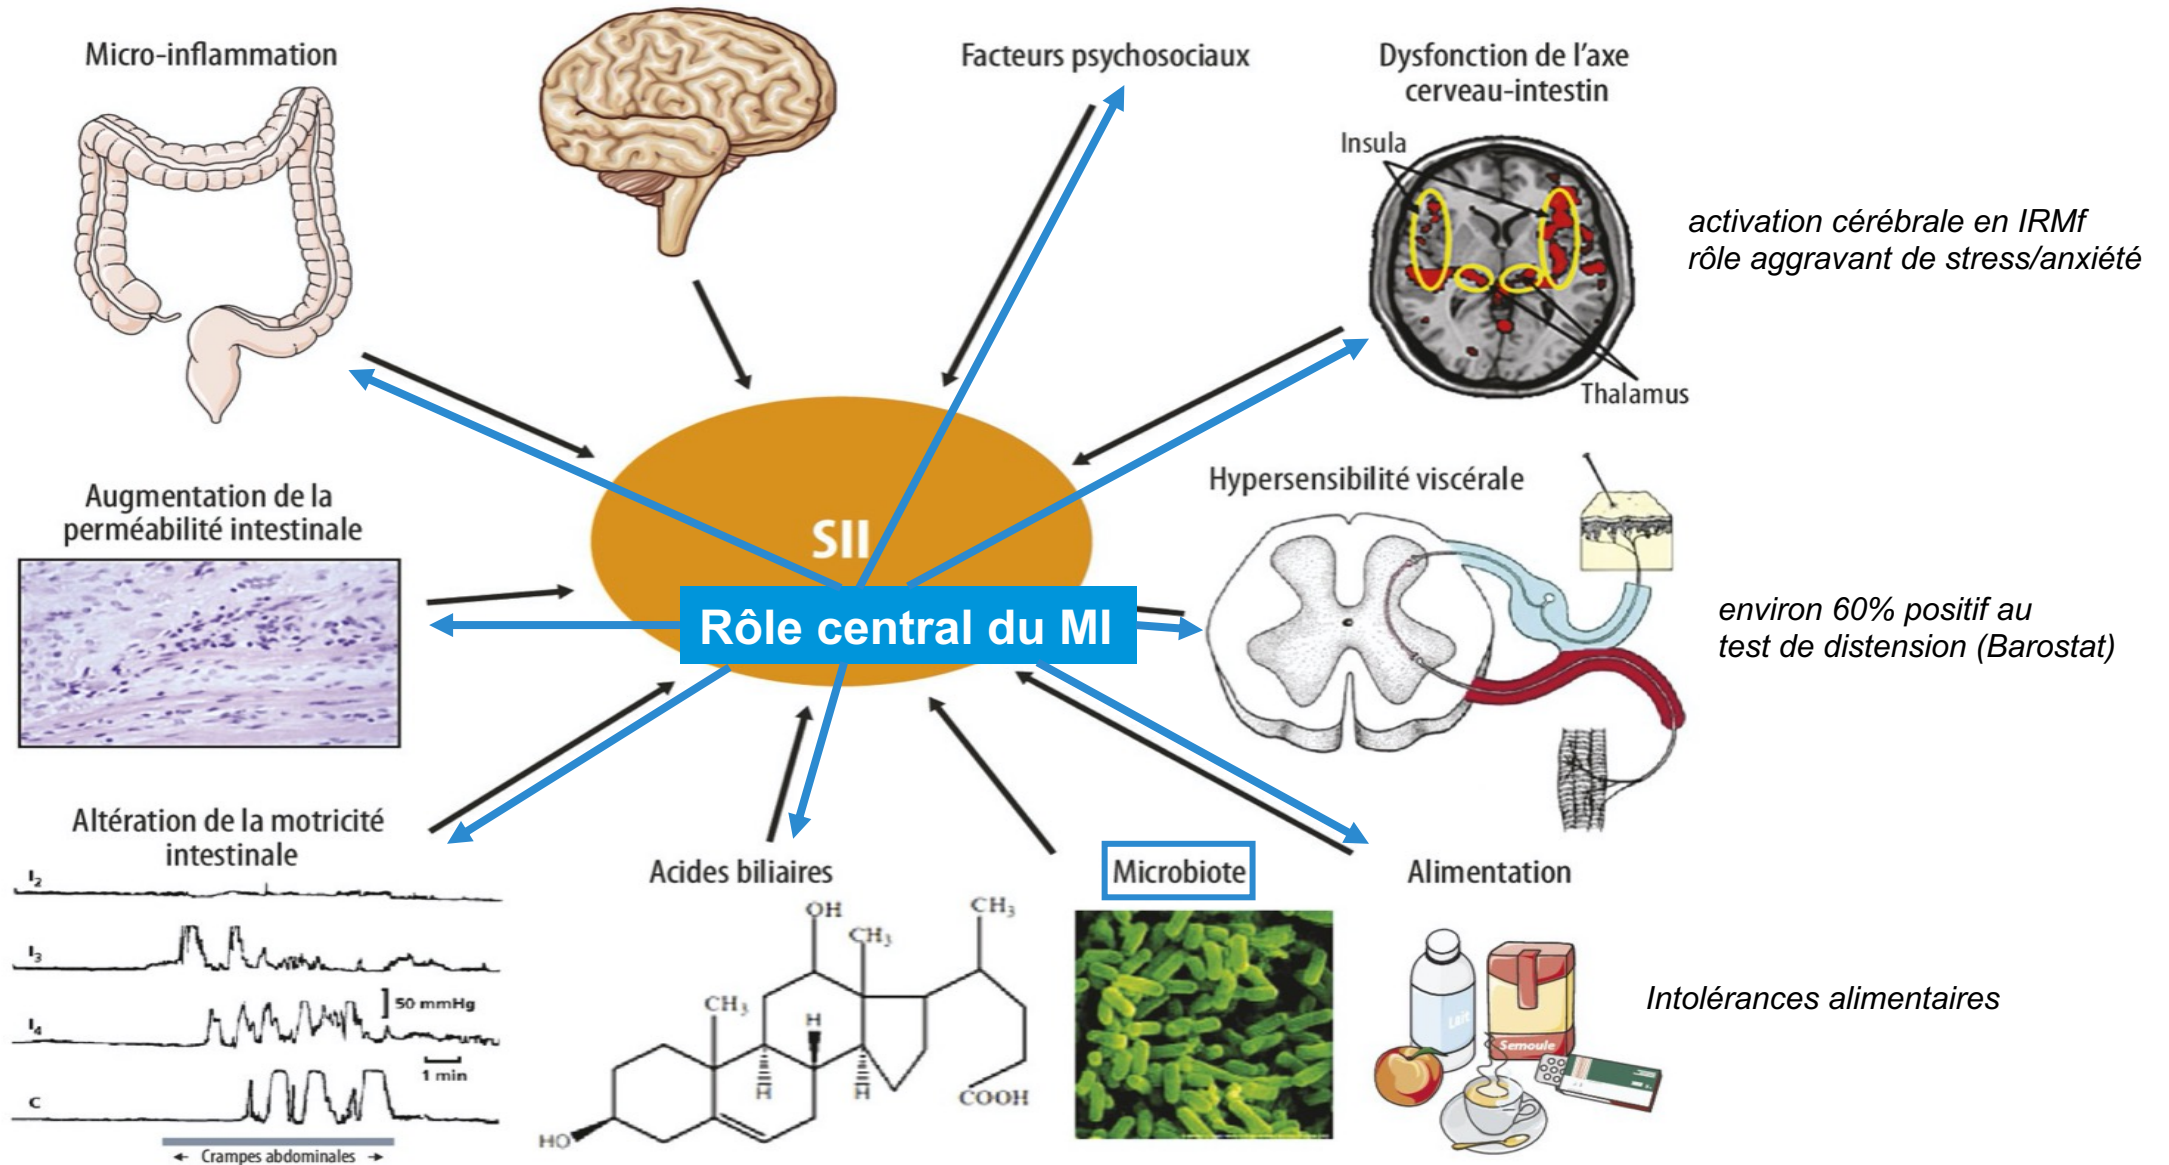 Micro-inflammation
Facteurs psychosociaux
Dysfonction de l'axe
cerveau-intestin
Insula
Thalamus
activation cérébrale en IRMf
rôle aggravant de stress/anxiété
Augmentation de la
perméabilité intestinale
SII
Rôle central du MI
Hypersensibilité viscérale
environ 60% positif au
test de distension (Barostat)
Altération de la motricité
intestinale
I2
I3
I4
50 mmHg
1 min
C
Crampes abdominales
Acides biliaires
OH
CH3
CH3
CH3
H
H
H
COOH
HO
Microbiote
Alimentation
Lait
Semoule
Intolérances alimentaires